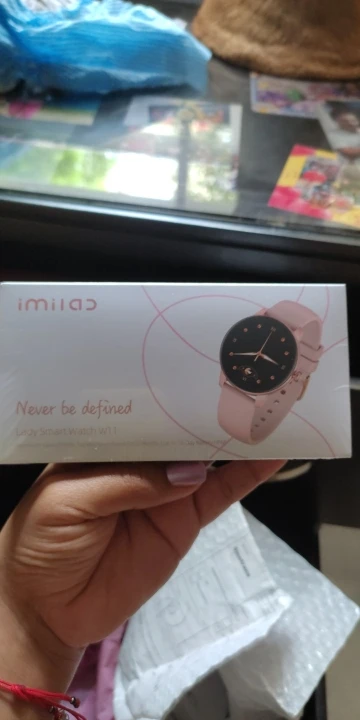 imilab
Never be defined
Lady Smart Watch W11